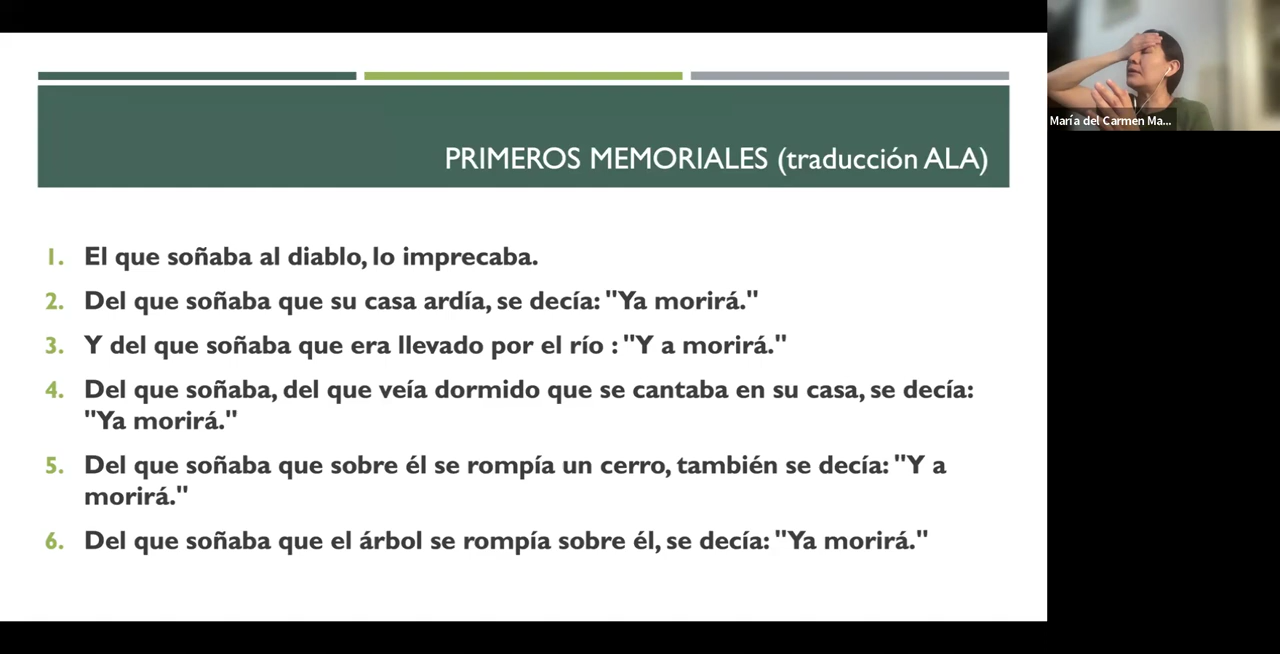 PRIMEROS MEMORIALES (traducción ALA)
1. El que soñaba al diablo, lo imprecaba.
2. Del que soñaba que su casa ardía, se decía: "Ya morirá."
3. Y del que soñaba que era llevado por el río : "Y a morirá."
4. Del que soñaba, del que veía dormido que se cantaba en su casa, se decía:
"Ya morirá."
5. Del que soñaba que sobre él se rompía un cerro, también se decía: "Y a
morirá."
6. Del que soñaba que el árbol se rompía sobre él, se decía: "Ya morirá."
María del Carmen Ma...